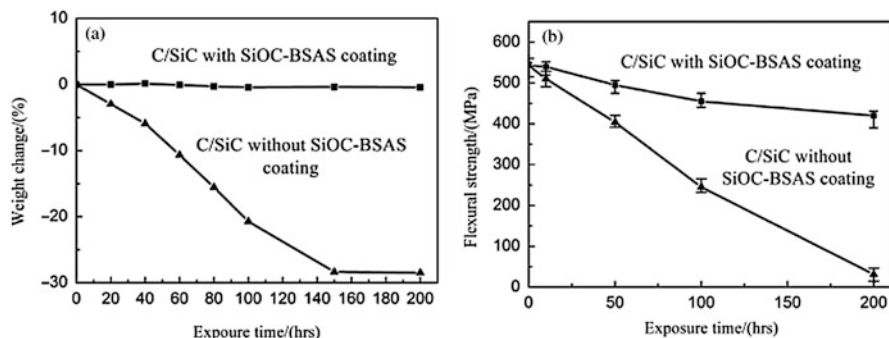 (a)
C/SiC with SiOC-BSAS coating
C/SiC without SiOC-BSAS
coating
Weight change/(%)
10
0
−10
−20
−30
0 20 40 60 80 100 120 140 160 180 200
Expoure time/(hrs)
(b)
C/SiC with SiOC-BSAS coating
C/SiC without
SiOC-BSAS coating
Flexural strength/(MPa)
600
500
400
300
200
100
0
0 50 100 150 200
Exposure time/(hrs)